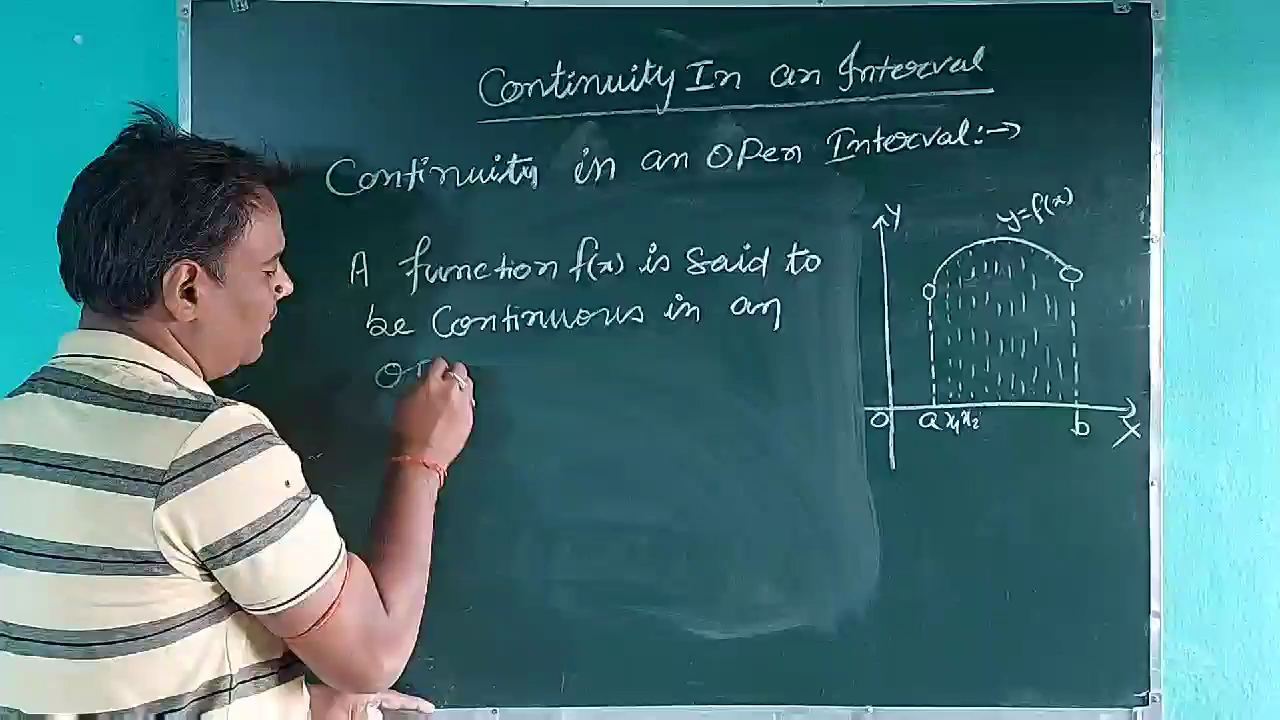 Continuity In an Interval
Continuity in an open Interval:→
A function f(x) is said to
be Continuous in an
op
Y
y=f(x)
O a x₁ x₂ b X